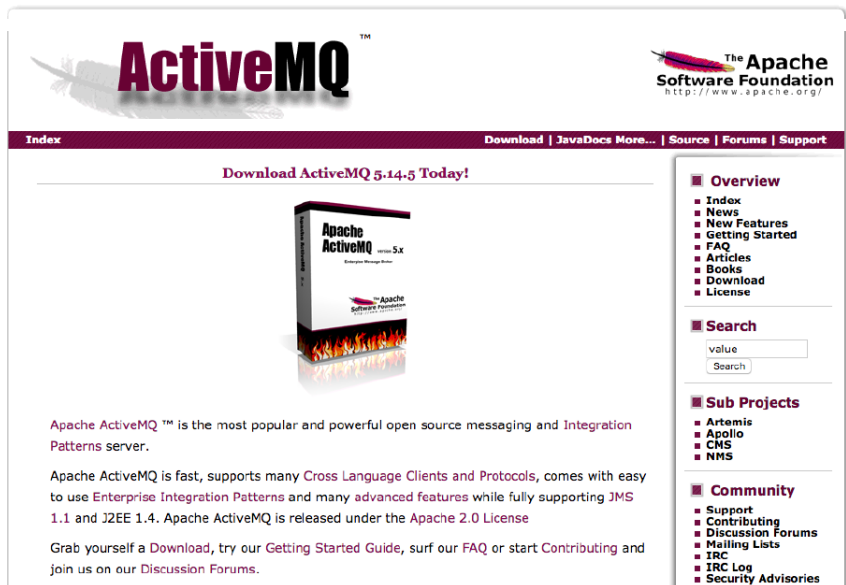 ActiveMQ ™
The Apache
Software Foundation
http://www.apache.org/
Index
Download | JavaDocs More... | Source | Forums | Support
Download ActiveMQ 5.14.5 Today!
Apache
ActiveMQ version 5.x
Enterprise Message Broker
Apache ActiveMQ
The Apache
Software Foundation
http://www.apache.org/
Apache ActiveMQ ™ is the most popular and powerful open source messaging and Integration
Patterns server.
Apache ActiveMQ is fast, supports many Cross Language Clients and Protocols, comes with easy
to use Enterprise Integration Patterns and many advanced features while fully supporting JMS
1.1 and J2EE 1.4. Apache ActiveMQ is released under the Apache 2.0 License
Grab yourself a Download, try our Getting Started Guide, surf our FAQ or start Contributing and
join us on our Discussion Forums.
Overview
Index
News
New Features
Getting Started
FAQ
Articles
Books
Download
License
Search
value
Search
Sub Projects
Artemis
Apollo
CMS
NMS
Community
Support
Contributing
Discussion Forums
Mailing Lists
IRC
IRC Log
Security Advisories